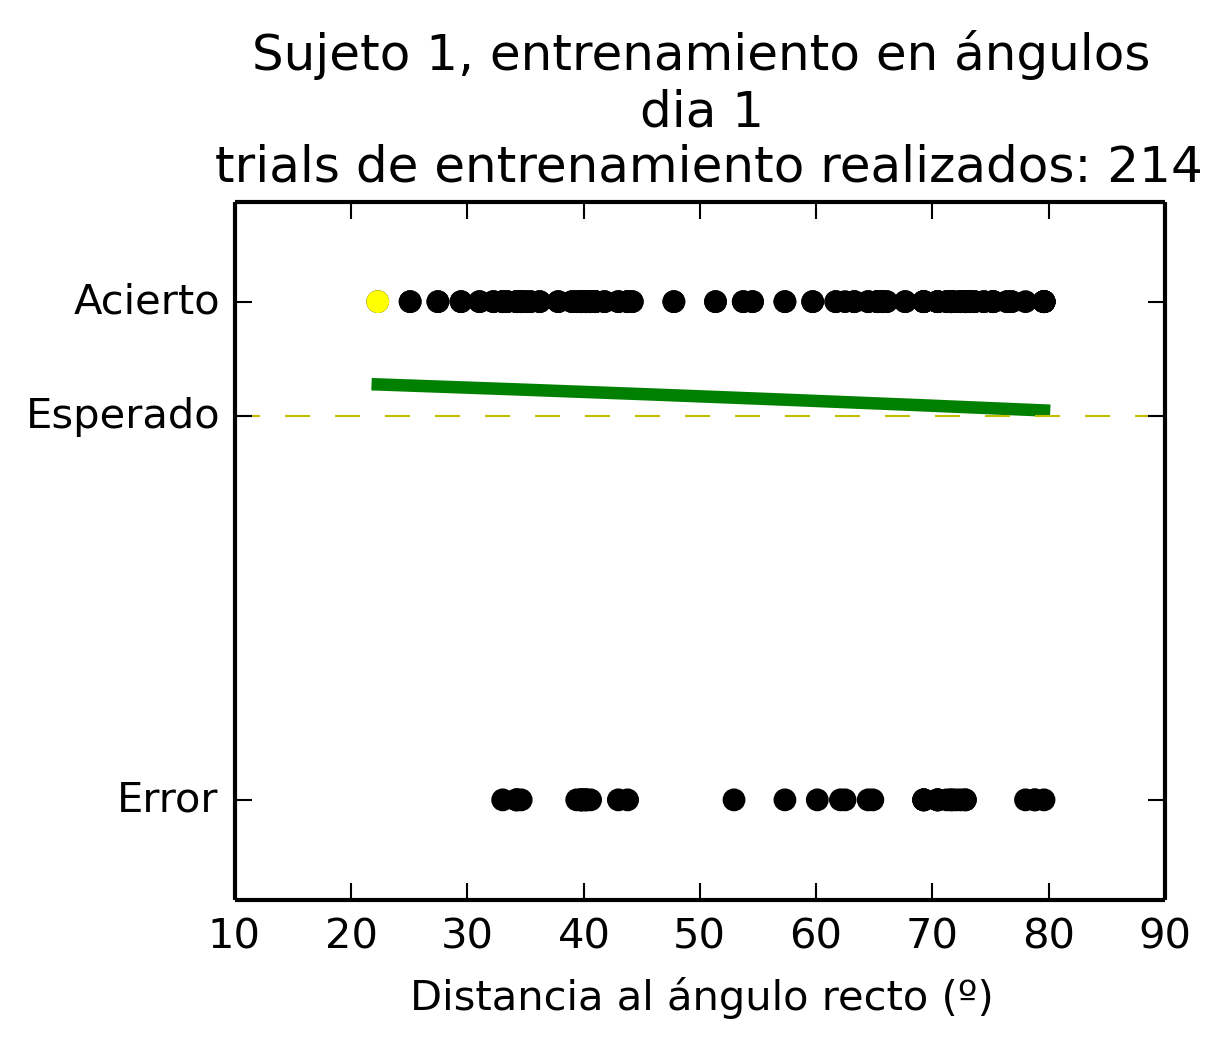 Sujeto 1, entrenamiento en ángulos
dia 1
trials de entrenamiento realizados: 214
Acierto
Esperado
Error
10 20 30 40 50 60 70 80 90
Distancia al ángulo recto (º)